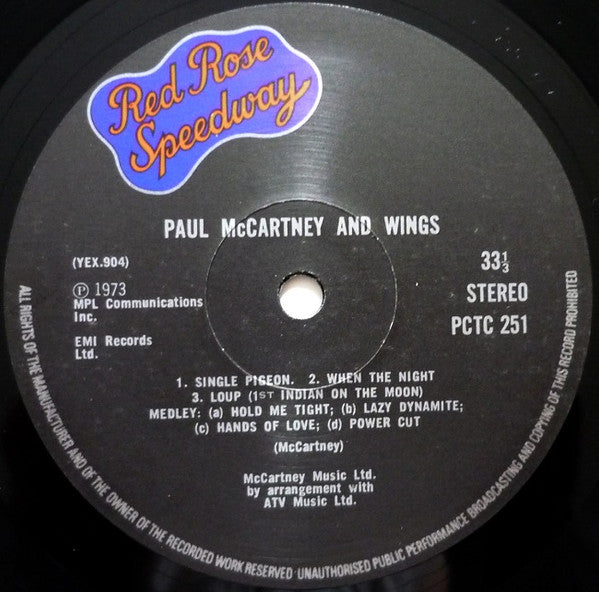 Red Rose
Speedway
PAUL McCARTNEY AND WINGS
(YEX.904)
33⅓
Ⓟ 1973
MPL Communications
Inc.
STEREO
EMI Records
Ltd.
PCTC 251
1. SINGLE PIGEON. 2. WHEN THE NIGHT
3. LOUP (1ST INDIAN ON THE MOON)
MEDLEY: (a) HOLD ME TIGHT; (b) LAZY DYNAMITE;
(c) HANDS OF LOVE; (d) POWER CUT
(McCartney)
McCartney Music Ltd.
by arrangement with
ATV Music Ltd.
ALL RIGHTS OF THE MANUFACTURER AND OF THE OWNER OF THE RECORDED WORK RESERVED UNAUTHORISED PUBLIC PERFORMANCE BROADCASTING AND COPYING OF THIS RECORD PROHIBITED